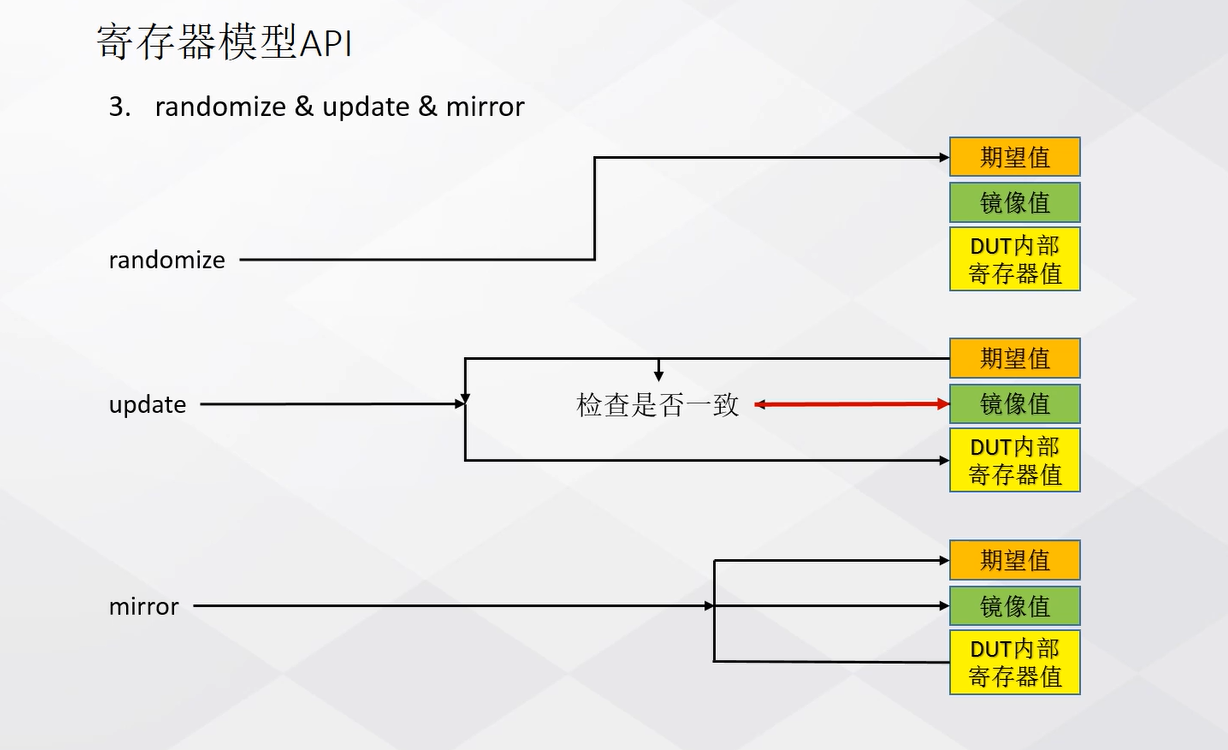 寄存器模型API
3. randomize & update & mirror
期望值
镜像值
DUT内部
寄存器值
randomize
期望值
update
检查是否一致
镜像值
DUT内部
寄存器值
期望值
mirror
镜像值
DUT内部
寄存器值